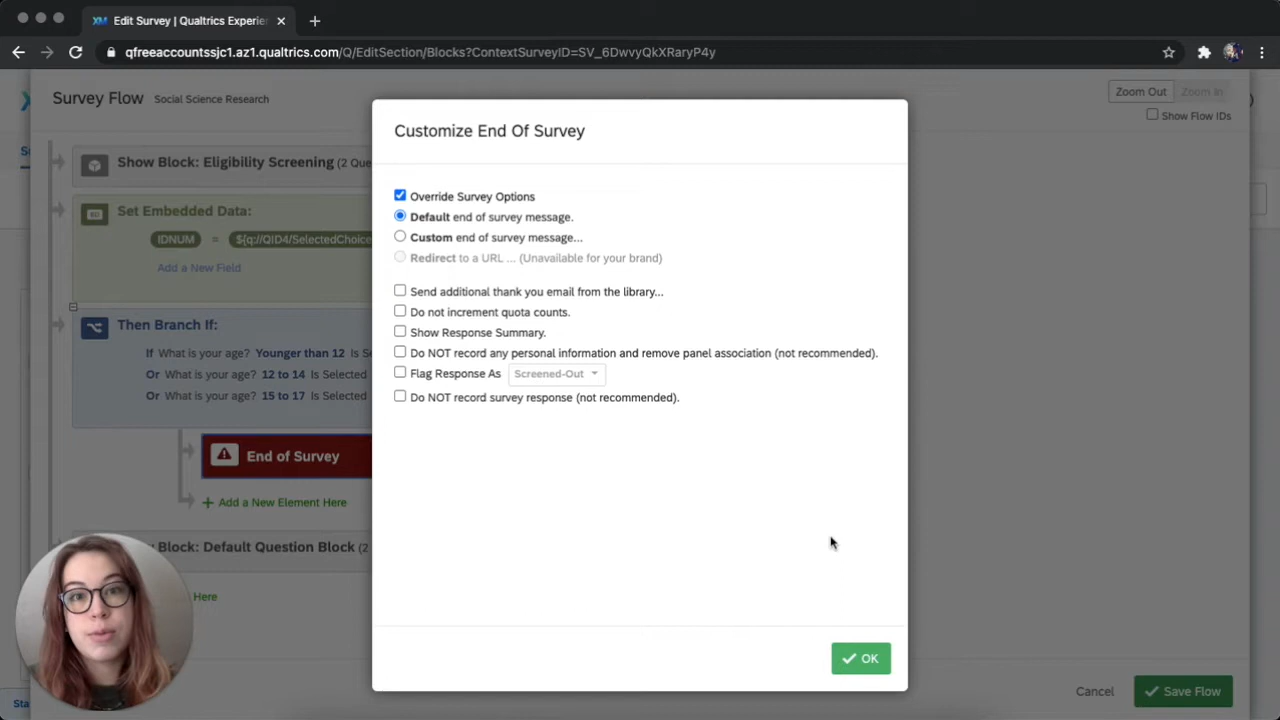 Edit Survey | Qualtrics Experien
qfreeaccountssjc1.az1.qualtrics.com/Q/EditSection/Blocks?ContextSurveyID=SV_6DwvyQkXRaryP4y
Survey Flow Social Science Research
Zoom Out Zoom In
Show Flow IDs
Show Block: Eligibility Screening (2 Que
Set Embedded Data:
IDNUM = ${q://QID4/SelectedChoice
Add a New Field
Then Branch If:
If What is your age? Younger than 12 Is S
Or What is your age? 12 to 14 Is Selected
Or What is your age? 15 to 17 Is Selected
End of Survey
+ Add a New Element Here
Block: Default Question Block (2
Here
Customize End Of Survey
Override Survey Options
Default end of survey message.
Custom end of survey message...
Redirect to a URL ... (Unavailable for your brand)
Send additional thank you email from the library...
Do not increment quota counts.
Show Response Summary.
Do NOT record any personal information and remove panel association (not recommended).
Flag Response As Screened-Out
Do NOT record survey response (not recommended).
OK
Cancel Save Flow